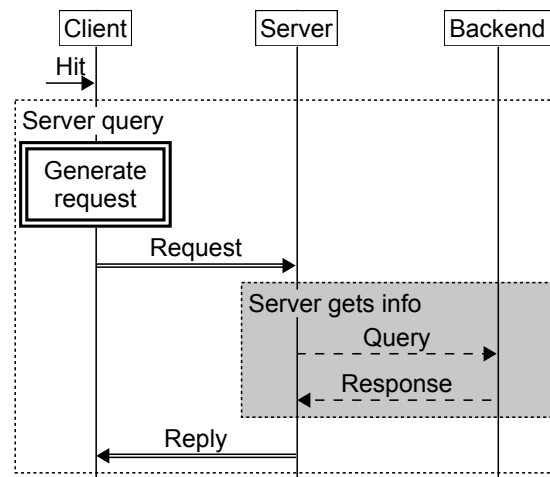 Client Server Backend
Hit
Server query
Generate
request
Request
Server gets info
Query
Response
Reply